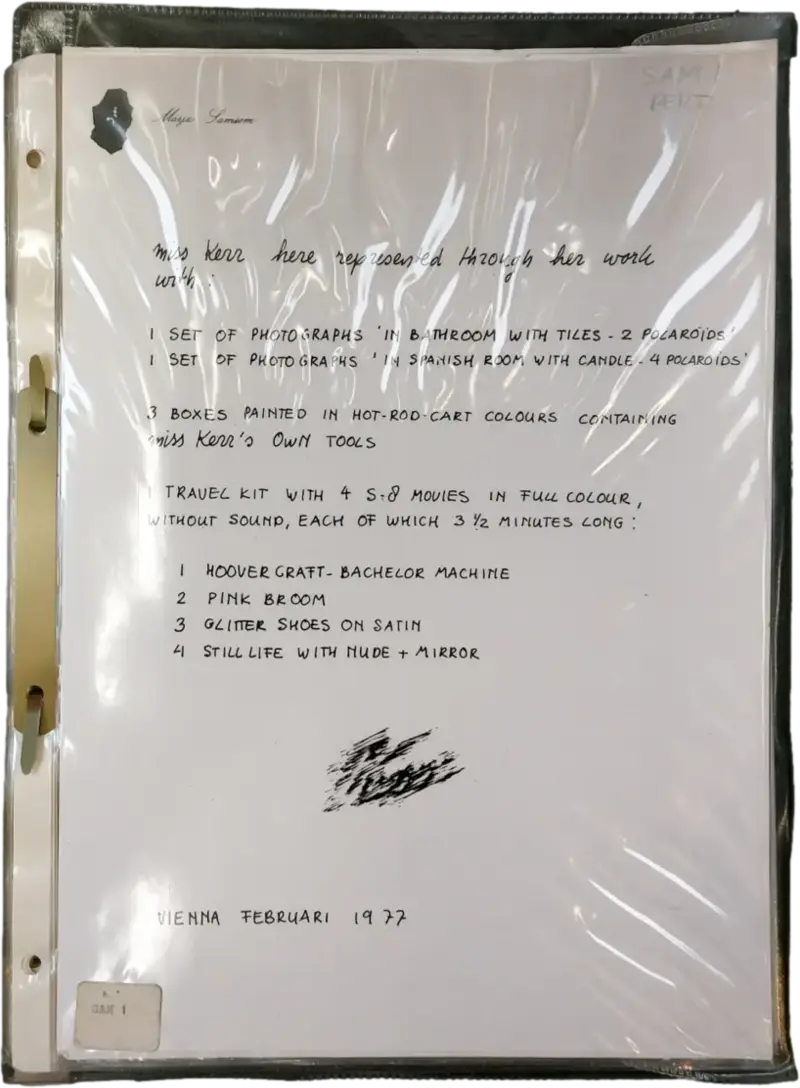 Maya Samsom
SAM 1
miss Kerr here represented through her work
with :
1 SET OF PHOTOGRAPHS 'IN BATHROOM WITH TILES - 2 POLAROÏDS'
1 SET OF PHOTOGRAPHS 'IN SPANISH ROOM WITH CANDLE - 4 POLAROÏDS'
3 BOXES PAINTED IN HOT-ROD-CART COLOURS CONTAINING
miss Kerr's OWN TOOLS
1 TRAVEL KIT WITH 4 S-8 MOVIES IN FULL COLOUR,
WITHOUT SOUND, EACH OF WHICH 3 ½ MINUTES LONG :
1 HOOVERCRAFT - BACHELOR MACHINE
2 PINK BROOM
3 GLITTER SHOES ON SATIN
4 STILL LIFE WITH NUDE + MIRROR
VIENNA FEBRUARI 1977
SAM 1